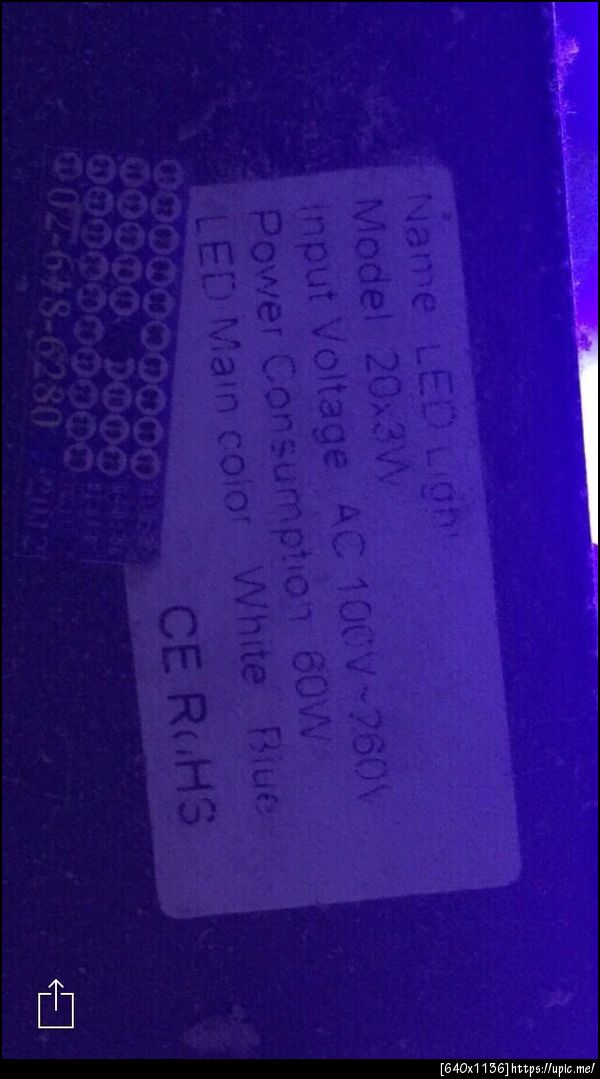 Name LED Light
Model 20x3W
Input Voltage AC 100V~260V
Power Consumption 60W
LED Main color White Blue
CE RoHS
02-648-6280
[640x1136]https://upic.me/